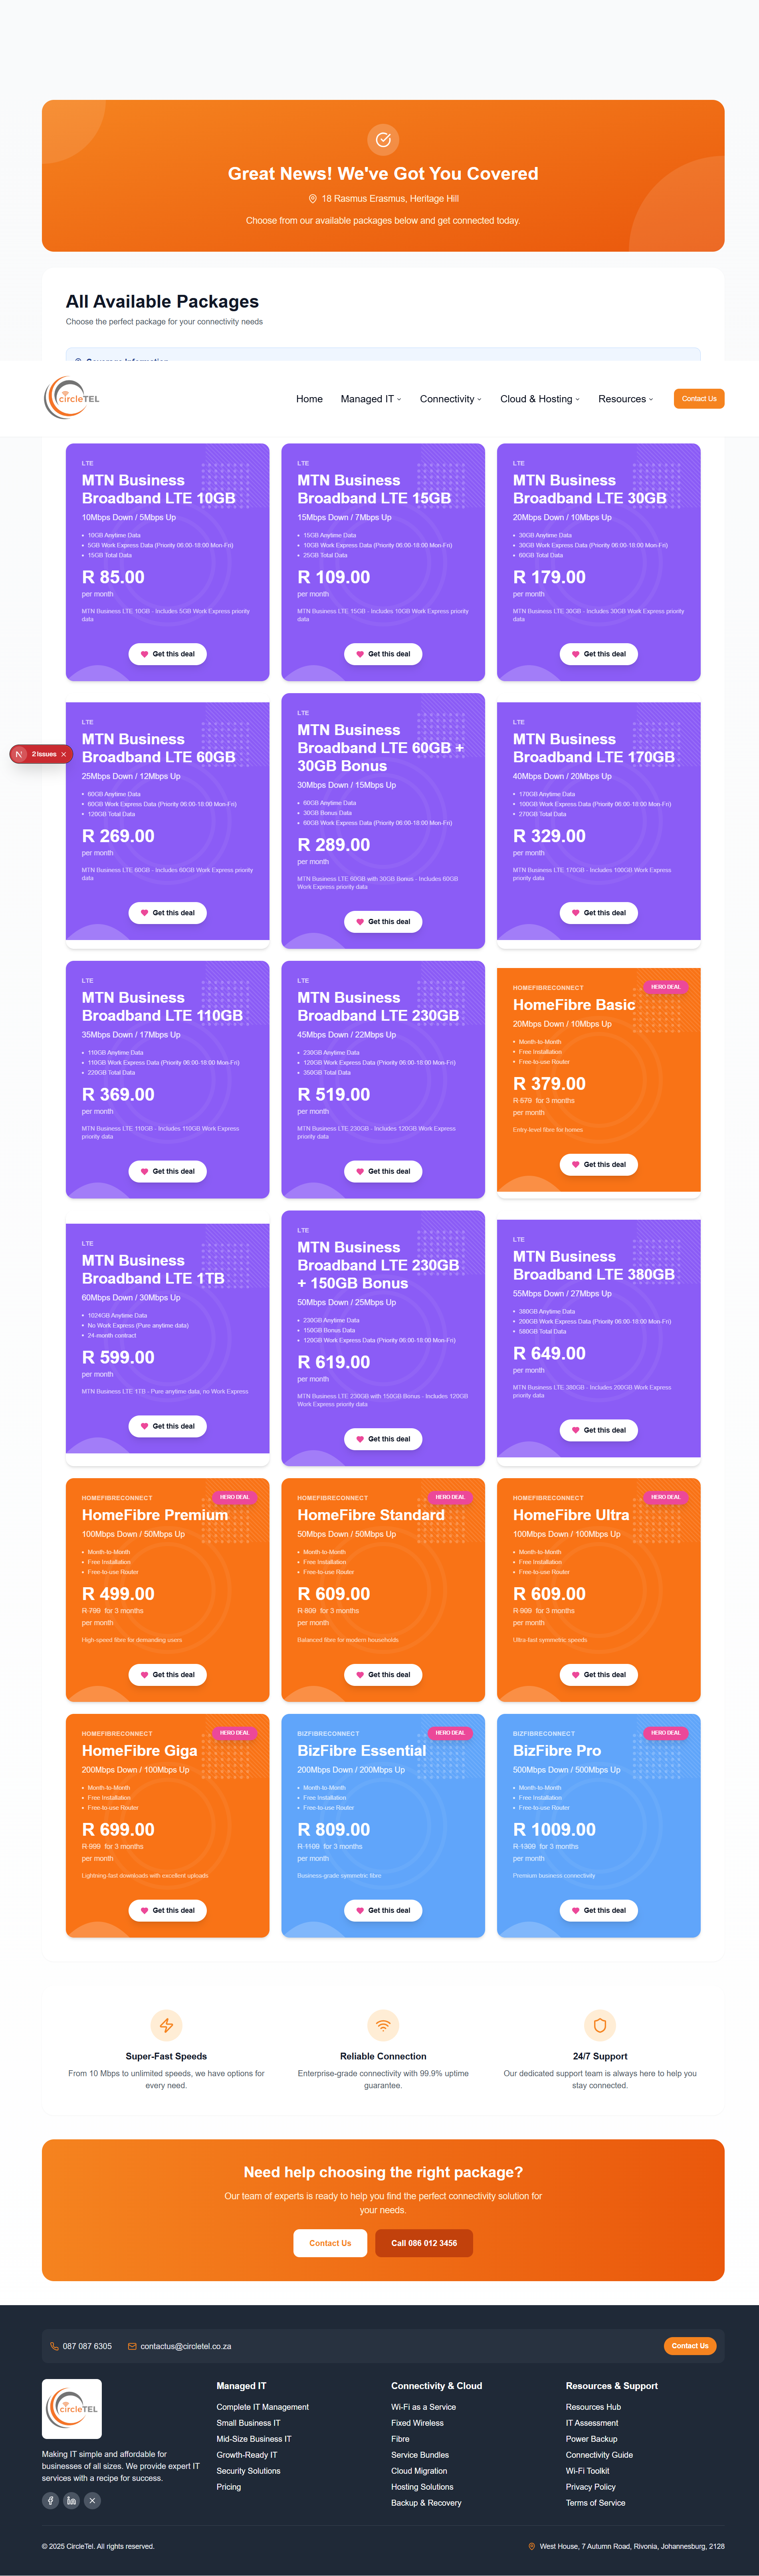 Great News! We've Got You Covered
18 Rasmus Erasmus, Heritage Hill
Choose from our available packages below and get connected today.
All Available Packages
Choose the perfect package for your connectivity needs
circleTEL
Home Managed IT Connectivity Cloud & Hosting Resources Contact Us
LTE
MTN Business
Broadband LTE 10GB
10Mbps Down / 5Mbps Up
• 10GB Anytime Data
• 5GB Work Express Data (Priority 06:00-18:00 Mon-Fri)
• 15GB Total Data
R 85.00
per month
MTN Business LTE 10GB - Includes 5GB Work Express priority
data
Get this deal
LTE
MTN Business
Broadband LTE 15GB
15Mbps Down / 7Mbps Up
• 15GB Anytime Data
• 10GB Work Express Data (Priority 06:00-18:00 Mon-Fri)
• 25GB Total Data
R 109.00
per month
MTN Business LTE 15GB - Includes 10GB Work Express priority
data
Get this deal
LTE
MTN Business
Broadband LTE 30GB
20Mbps Down / 10Mbps Up
• 30GB Anytime Data
• 30GB Work Express Data (Priority 06:00-18:00 Mon-Fri)
• 60GB Total Data
R 179.00
per month
MTN Business LTE 30GB - Includes 30GB Work Express priority
data
Get this deal
N 2 Issues
LTE
MTN Business
Broadband LTE 60GB
25Mbps Down / 12Mbps Up
• 60GB Anytime Data
• 60GB Work Express Data (Priority 06:00-18:00 Mon-Fri)
• 120GB Total Data
R 269.00
per month
MTN Business LTE 60GB - Includes 60GB Work Express priority
data
Get this deal
LTE
MTN Business
Broadband LTE 60GB +
30GB Bonus
30Mbps Down / 15Mbps Up
• 60GB Anytime Data
• 30GB Bonus Data
• 60GB Work Express Data (Priority 06:00-18:00 Mon-Fri)
R 289.00
per month
MTN Business LTE 60GB with 30GB Bonus - Includes 60GB
Work Express priority data
Get this deal
LTE
MTN Business
Broadband LTE 170GB
40Mbps Down / 20Mbps Up
• 170GB Anytime Data
• 100GB Work Express Data (Priority 06:00-18:00 Mon-Fri)
• 270GB Total Data
R 329.00
per month
MTN Business LTE 170GB - Includes 100GB Work Express
priority data
Get this deal
LTE
MTN Business
Broadband LTE 110GB
35Mbps Down / 17Mbps Up
• 110GB Anytime Data
• 110GB Work Express Data (Priority 06:00-18:00 Mon-Fri)
• 220GB Total Data
R 369.00
per month
MTN Business LTE 110GB - Includes 110GB Work Express
priority data
Get this deal
LTE
MTN Business
Broadband LTE 230GB
45Mbps Down / 22Mbps Up
• 230GB Anytime Data
• 120GB Work Express Data (Priority 06:00-18:00 Mon-Fri)
• 350GB Total Data
R 519.00
per month
MTN Business LTE 230GB - Includes 120GB Work Express
priority data
Get this deal
HOMEFIBRECONNECT
HERO DEAL
HomeFibre Basic
20Mbps Down / 10Mbps Up
• Month-to-Month
• Free Installation
• Free-to-use Router
R 379.00
R 579 for 3 months
per month
Entry-level fibre for homes
Get this deal
LTE
MTN Business
Broadband LTE 1TB
60Mbps Down / 30Mbps Up
• 1024GB Anytime Data
• No Work Express (Pure anytime data)
• 24-month contract
R 599.00
per month
MTN Business LTE 1TB - Pure anytime data, no Work Express
Get this deal
LTE
MTN Business
Broadband LTE 230GB
+ 150GB Bonus
50Mbps Down / 25Mbps Up
• 230GB Anytime Data
• 150GB Bonus Data
• 120GB Work Express Data (Priority 06:00-18:00 Mon-Fri)
R 619.00
per month
MTN Business LTE 230GB with 150GB Bonus - Includes 120GB
Work Express priority data
Get this deal
LTE
MTN Business
Broadband LTE 380GB
55Mbps Down / 27Mbps Up
• 380GB Anytime Data
• 200GB Work Express Data (Priority 06:00-18:00 Mon-Fri)
• 580GB Total Data
R 649.00
per month
MTN Business LTE 380GB - Includes 200GB Work Express
priority data
Get this deal
HOMEFIBRECONNECT
HERO DEAL
HomeFibre Premium
100Mbps Down / 50Mbps Up
• Month-to-Month
• Free Installation
• Free-to-use Router
R 499.00
R 799 for 3 months
per month
High-speed fibre for demanding users
Get this deal
HOMEFIBRECONNECT
HERO DEAL
HomeFibre Standard
50Mbps Down / 50Mbps Up
• Month-to-Month
• Free Installation
• Free-to-use Router
R 609.00
R 809 for 3 months
per month
Balanced fibre for modern households
Get this deal
HOMEFIBRECONNECT
HERO DEAL
HomeFibre Ultra
100Mbps Down / 100Mbps Up
• Month-to-Month
• Free Installation
• Free-to-use Router
R 609.00
R 909 for 3 months
per month
Ultra-fast symmetric speeds
Get this deal
HOMEFIBRECONNECT
HERO DEAL
HomeFibre Giga
200Mbps Down / 100Mbps Up
• Month-to-Month
• Free Installation
• Free-to-use Router
R 699.00
R 999 for 3 months
per month
Lightning-fast downloads with excellent uploads
Get this deal
BIZFIBRECONNECT
HERO DEAL
BizFibre Essential
200Mbps Down / 200Mbps Up
• Month-to-Month
• Free Installation
• Free-to-use Router
R 809.00
R 1109 for 3 months
per month
Business-grade symmetric fibre
Get this deal
BIZFIBRECONNECT
HERO DEAL
BizFibre Pro
500Mbps Down / 500Mbps Up
• Month-to-Month
• Free Installation
• Free-to-use Router
R 1009.00
R 1309 for 3 months
per month
Premium business connectivity
Get this deal
Super-Fast Speeds
From 10 Mbps to unlimited speeds, we have options for
every need.
Reliable Connection
Enterprise-grade connectivity with 99.9% uptime
guarantee.
24/7 Support
Our dedicated support team is always here to help you
stay connected.
Need help choosing the right package?
Our team of experts is ready to help you find the perfect connectivity solution for
your needs.
Contact Us
Call 086 012 3456
087 087 6305
contactus@circletel.co.za
Contact Us
circleTEL
Making IT simple and affordable for
businesses of all sizes. We provide expert IT
services with a recipe for success.
Managed IT
Complete IT Management
Small Business IT
Mid-Size Business IT
Growth-Ready IT
Security Solutions
Pricing
Connectivity & Cloud
Wi-Fi as a Service
Fixed Wireless
Fibre
Service Bundles
Cloud Migration
Hosting Solutions
Backup & Recovery
Resources & Support
Resources Hub
IT Assessment
Power Backup
Connectivity Guide
Wi-Fi Toolkit
Privacy Policy
Terms of Service
© 2025 CircleTel. All rights reserved.
West House, 7 Autumn Road, Rivonia, Johannesburg, 2128